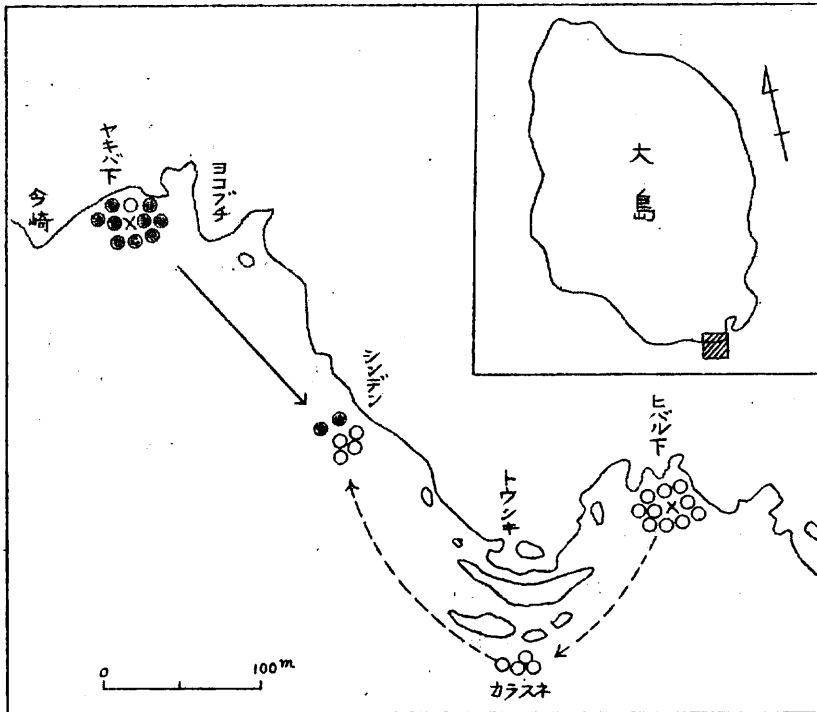 今崎
ヤキバ下
ヨコブチ
シンデン
トウシキ
ヒバル下
カラスネ
大島
0
100m